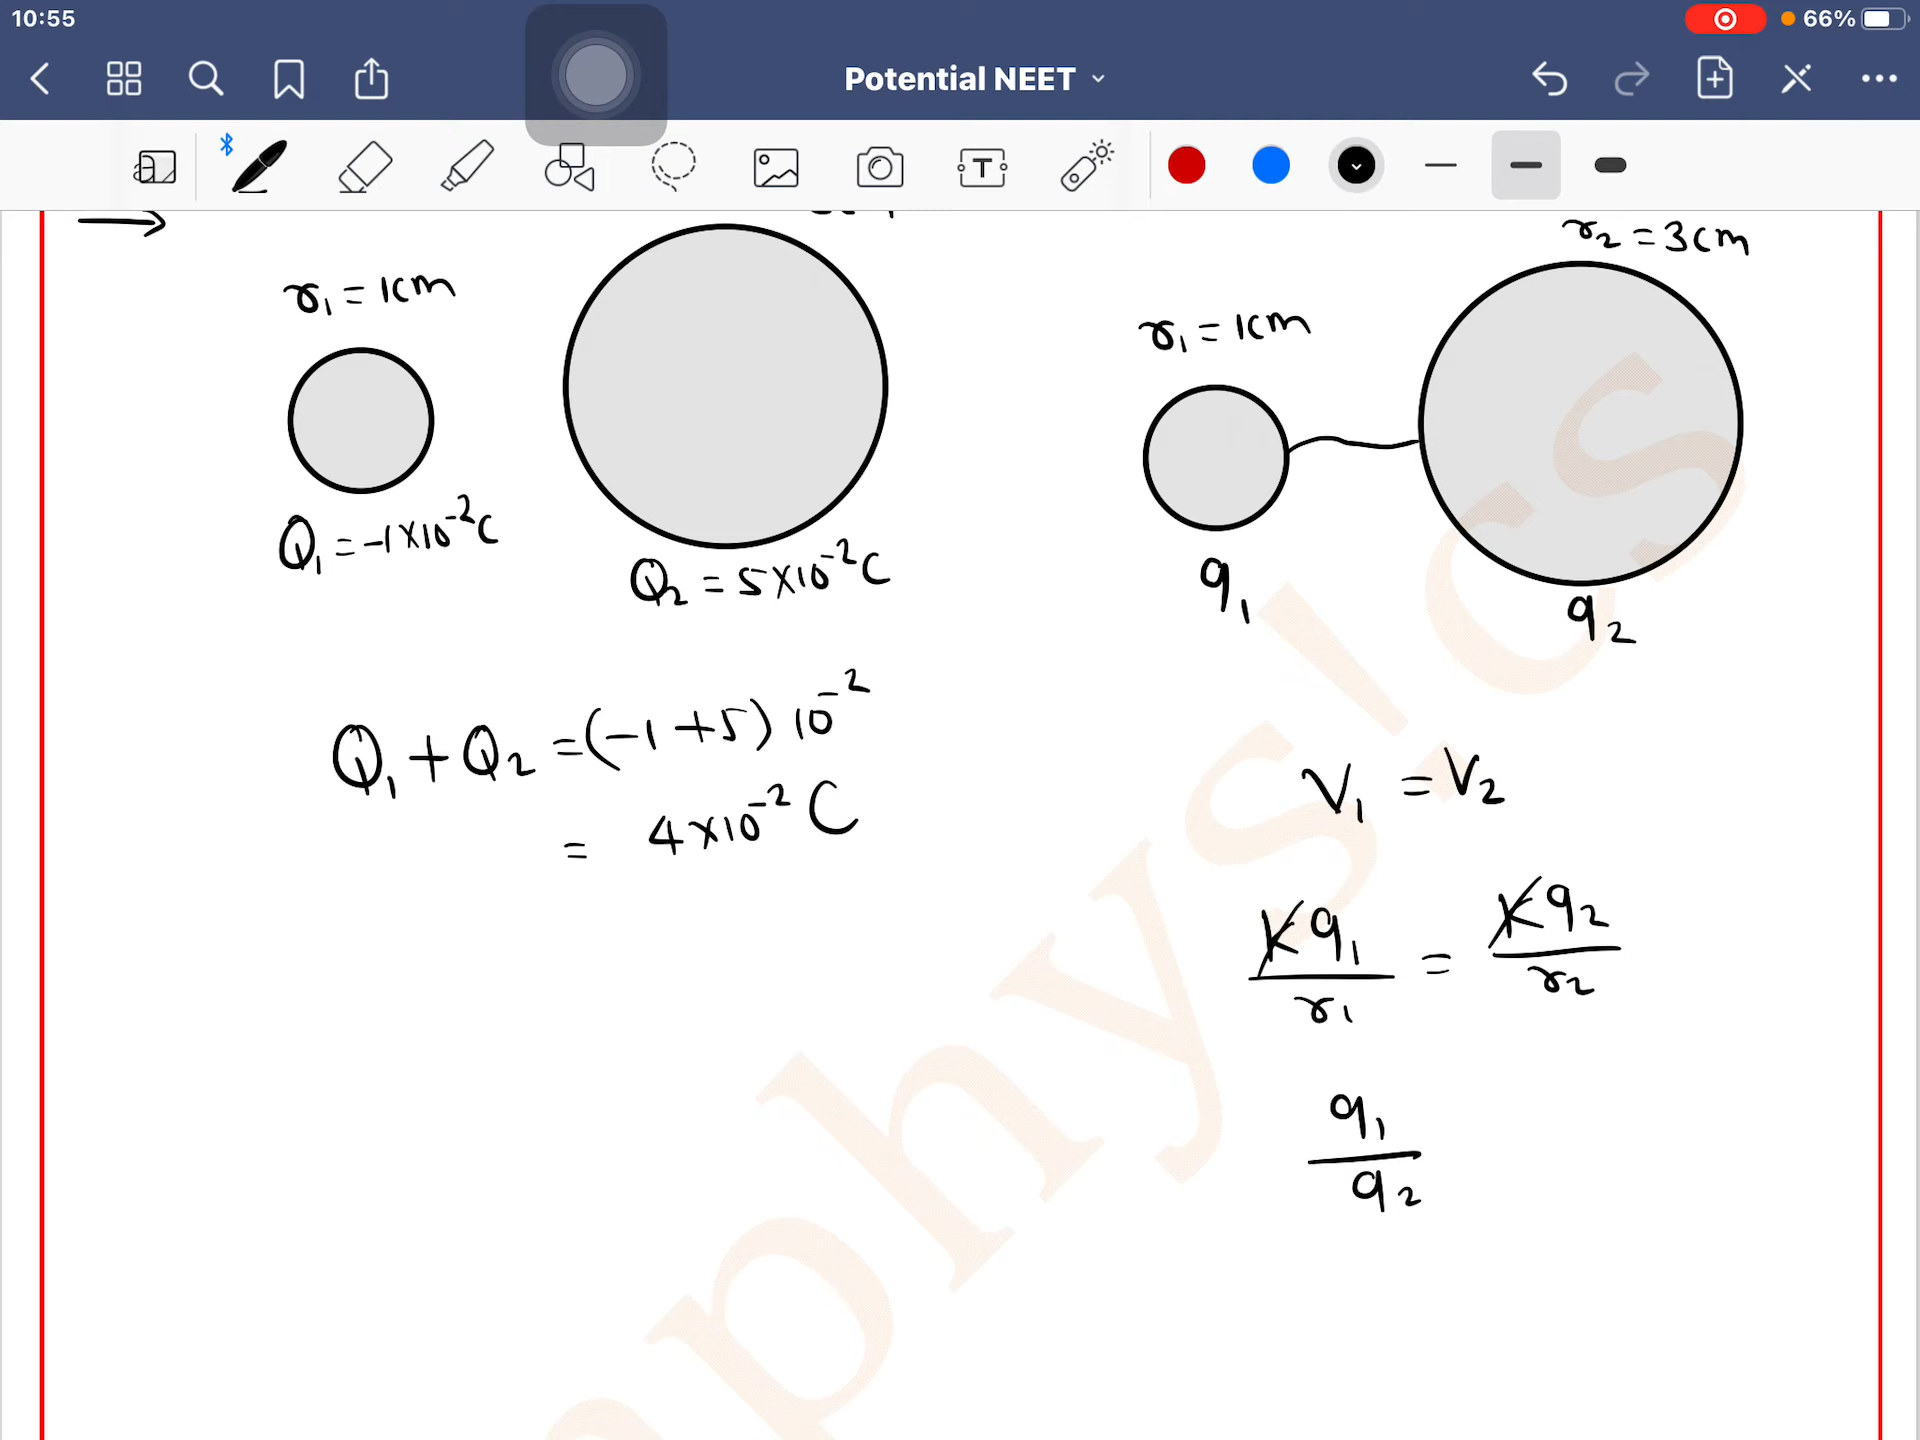 10:55
66%
Potential NEET
T
r₂ = 3cm
r₁ = 1cm
r₁ = 1cm
Q₁ = -1×10⁻²C
Q₂ = 5×10⁻²C
q₁
q₂
Q₁ + Q₂ = (-1+5) 10⁻²
= 4×10⁻² C
V₁ = V₂
Kq₁/r₁ = Kq₂/r₂
q₁/q₂
phys!cs